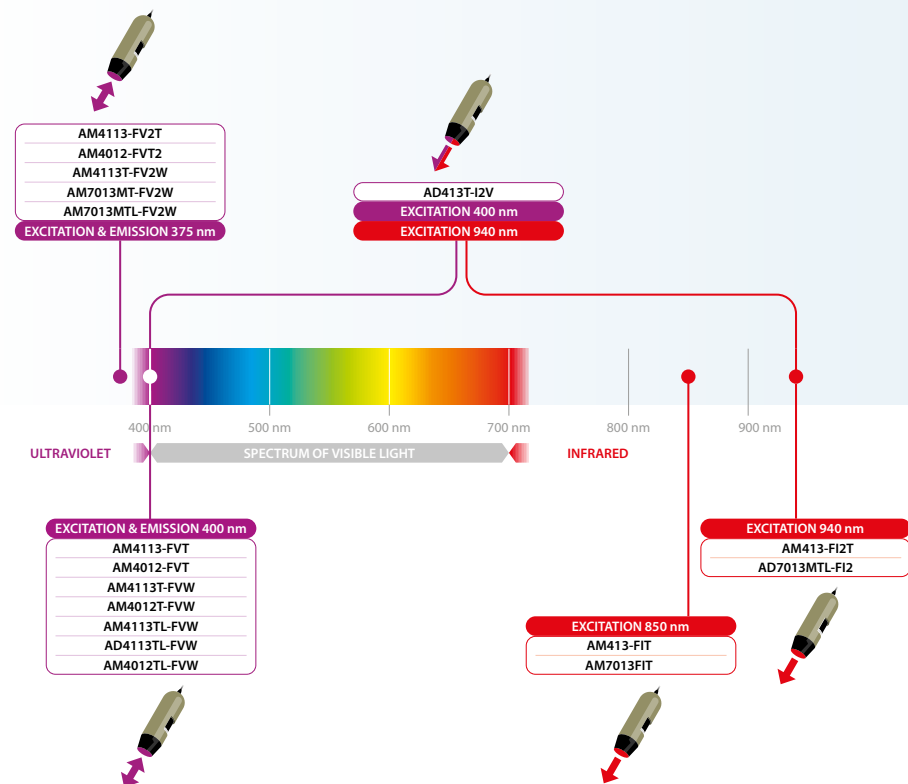 AM4113-FV2T
AM4012-FVT2
AM4113T-FV2W
AM7013MT-FV2W
AM7013MTL-FV2W
EXCITATION & EMISSION 375 nm
AD413T-I2V
EXCITATION 400 nm
EXCITATION 940 nm
400 nm
500 nm
600 nm
700 nm
800 nm
900 nm
ULTRAVIOLET
SPECTRUM OF VISIBLE LIGHT
INFRARED
EXCITATION & EMISSION 400 nm
AM4113-FVT
AM4012-FVT
AM4113T-FVW
AM4012T-FVW
AM4113TL-FVW
AD4113TL-FVW
AM4012TL-FVW
EXCITATION 850 nm
AM413-FIT
AM7013FIT
EXCITATION 940 nm
AM413-FI2T
AD7013MTL-FI2